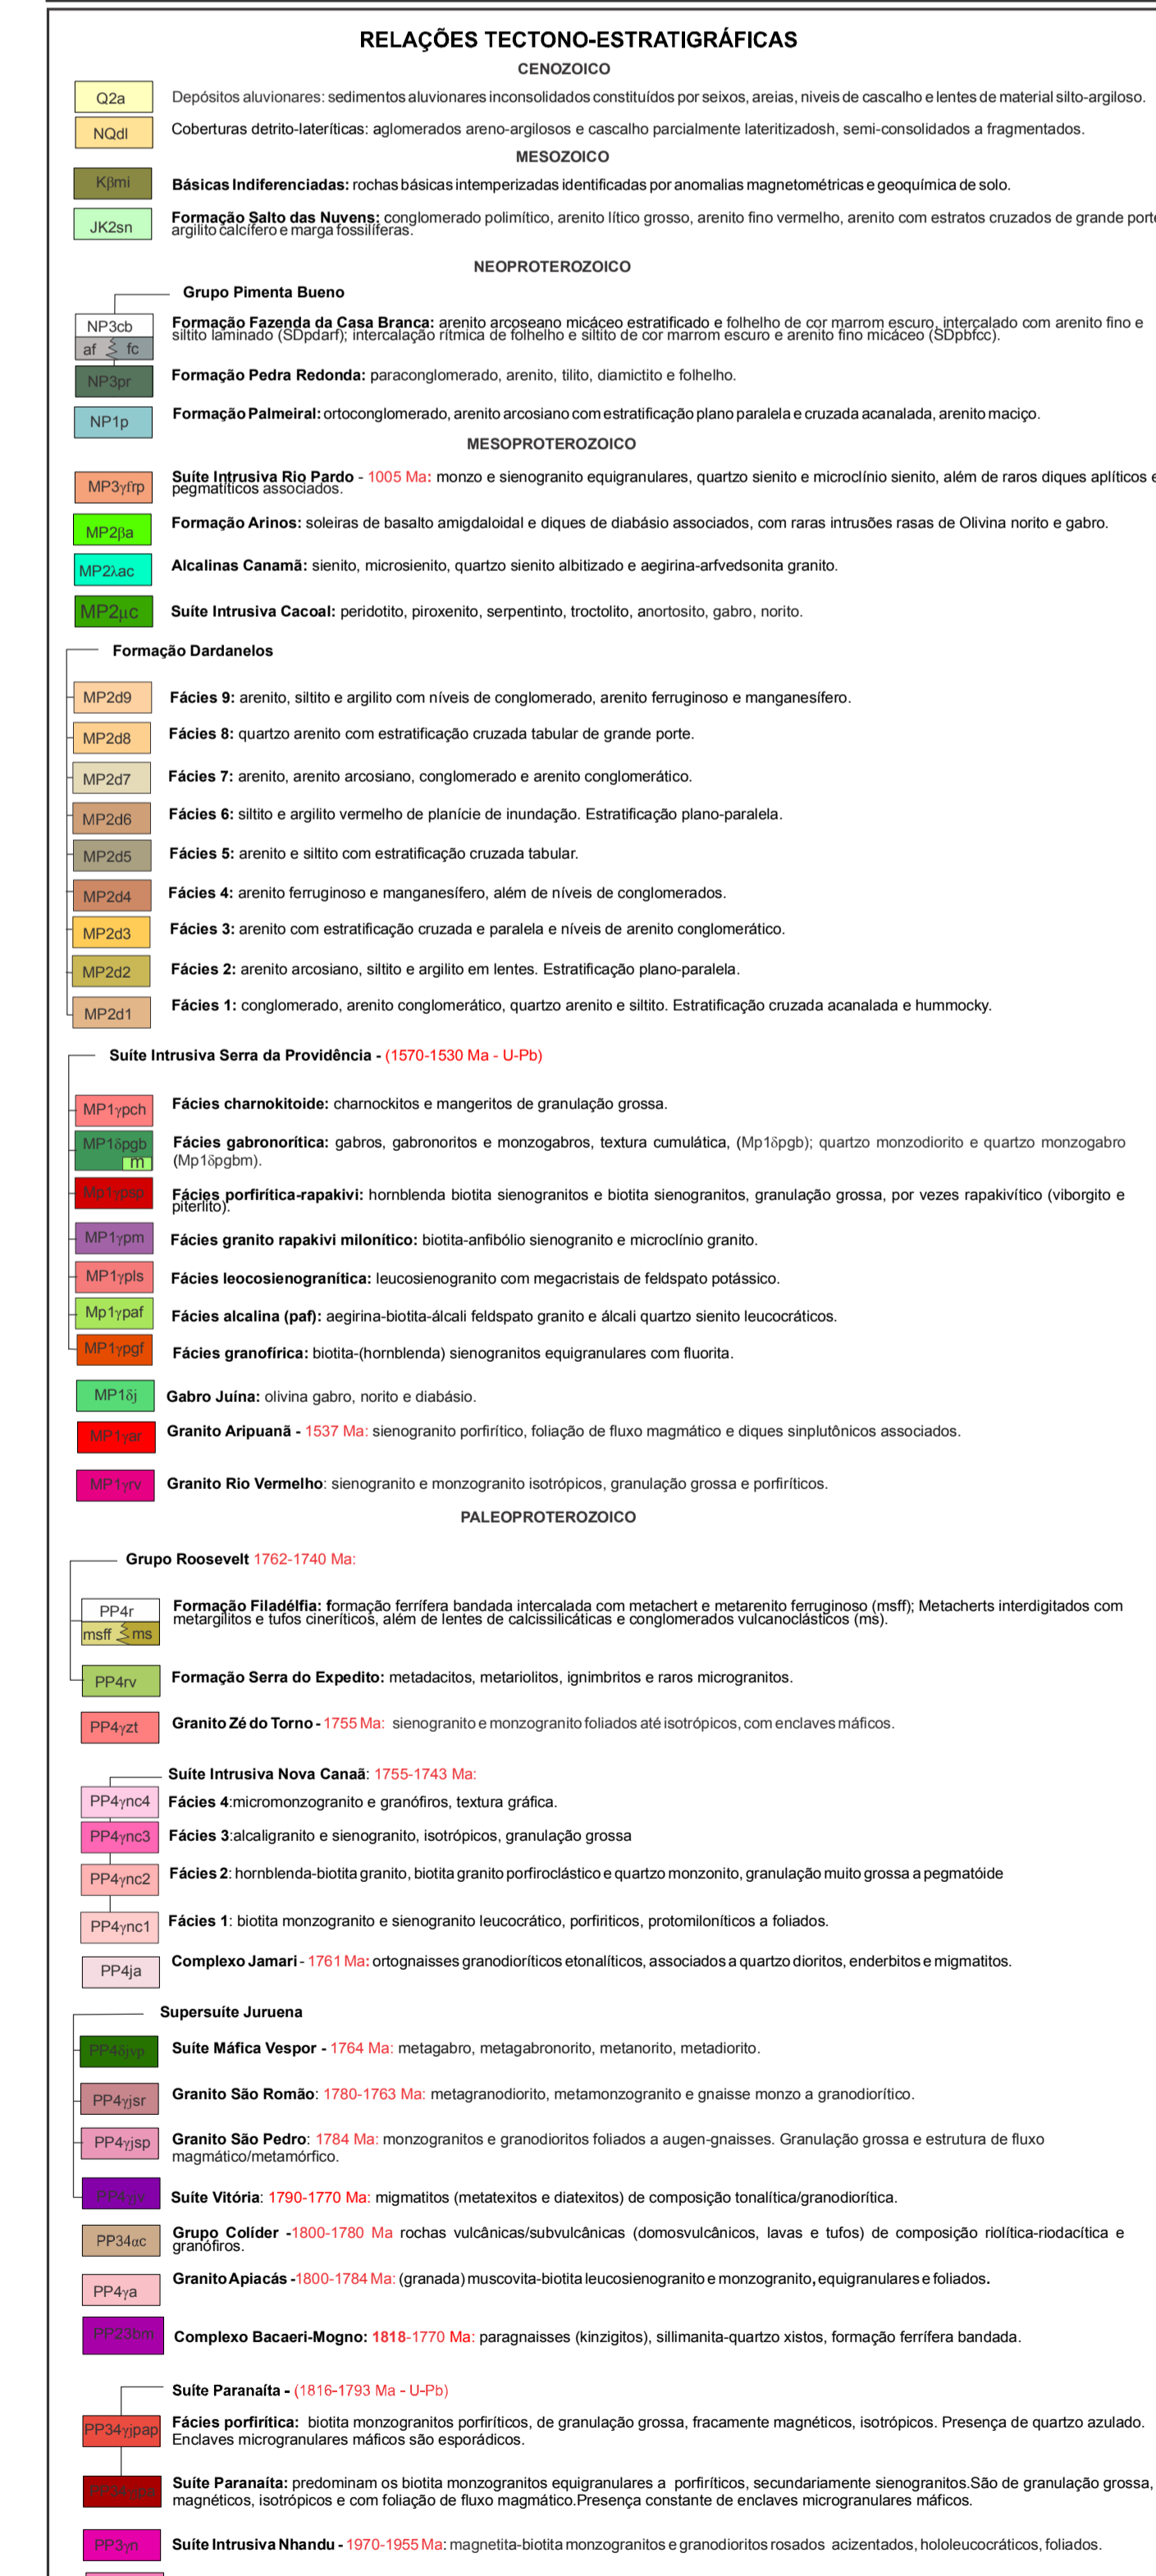 RELAÇÕES TECTONO-ESTRATIGRÁFICAS
CENOZOICO
Q2a Depósitos aluvionares: sedimentos aluvionares inconsolidados constituídos por seixos, areias, niveis de cascalho e lentes de material silto-argiloso.
NQdl Coberturas detrito-lateríticas: aglomerados areno-argilosos e cascalho parcialmente lateritizadosh, semi-consolidados a fragmentados.
MESOZOICO
Kβmi Básicas Indiferenciadas: rochas básicas intemperizadas identificadas por anomalias magnetométricas e geoquímica de solo.
JK2sn Formação Salto das Nuvens: conglomerado polimítico, arenito lítico grosso, arenito fino vermelho, arenito com estratos cruzados de grande porte
argilito calcífero e marga fossilíferas.
NEOPROTEROZOICO
Grupo Pimenta Bueno
NP3cb Formação Fazenda da Casa Branca: arenito arcoseano micáceo estratificado e folhelho de cor marrom escuro, intercalado com arenito fino e
af fc siltito laminado (SDpdarf); intercalação rítmica de folhelho e siltito de cor marrom escuro e arenito fino micáceo (SDpbfcc).
NP3pr Formação Pedra Redonda: paraconglomerado, arenito, tilito, diamictito e folhelho.
NP1p Formação Palmeiral: ortoconglomerado, arenito arcosiano com estratificação plano paralela e cruzada acanalada, arenito maciço.
MESOPROTEROZOICO
MP3γrp Suíte Intrusiva Rio Pardo - 1005 Ma: monzo e sienogranito equigranulares, quartzo sienito e microclínio sienito, além de raros diques aplíticos e
pegmatíticos associados.
MP2βa Formação Arinos: soleiras de basalto amigdaloidal e diques de diabásio associados, com raras intrusões rasas de Olivina norito e gabro.
MP2λac Alcalinas Canamã: sienito, microsienito, quartzo sienito albitizado e aegirina-arfvedsonita granito.
MP2μc Suíte Intrusiva Cacoal: peridotito, piroxenito, serpentinto, troctolito, anortosito, gabro, norito.
Formação Dardanelos
MP2d9 Fácies 9: arenito, siltito e argilito com níveis de conglomerado, arenito ferruginoso e manganesífero.
MP2d8 Fácies 8: quartzo arenito com estratificação cruzada tabular de grande porte.
MP2d7 Fácies 7: arenito, arenito arcosiano, conglomerado e arenito conglomerático.
MP2d6 Fácies 6: siltito e argilito vermelho de planície de inundação. Estratificação plano-paralela.
MP2d5 Fácies 5: arenito e siltito com estratificação cruzada tabular.
MP2d4 Fácies 4: arenito ferruginoso e manganesífero, além de níveis de conglomerados.
MP2d3 Fácies 3: arenito com estratificação cruzada e paralela e níveis de arenito conglomerático.
MP2d2 Fácies 2: arenito arcosiano, siltito e argilito em lentes. Estratificação plano-paralela.
MP2d1 Fácies 1: conglomerado, arenito conglomerático, quartzo arenito e siltito. Estratificação cruzada acanalada e hummocky.
Suíte Intrusiva Serra da Providência - (1570-1530 Ma - U-Pb)
MP1γpch Fácies charnokitoide: charnockitos e mangeritos de granulação grossa.
MP1δpgb Fácies gabronorítica: gabros, gabronoritos e monzogabros, textura cumulática, (Mp1δpgb); quartzo monzodiorito e quartzo monzogabro
m (Mp1δpgbm).
Mp1γpsp Fácies porfirítica-rapakivi: hornblenda biotita sienogranitos e biotita sienogranitos, granulação grossa, por vezes rapakivítico (viborgito e
piterlito).
MP1γpm Fácies granito rapakivi milonítico: biotita-anfibólio sienogranito e microclínio granito.
MP1γpls Fácies leocosienogranítica: leucosienogranito com megacristais de feldspato potássico.
Mp1γpaf Fácies alcalina (paf): aegirina-biotita-álcali feldspato granito e álcali quartzo sienito leucocráticos.
MP1γpgf Fácies granofírica: biotita-(hornblenda) sienogranitos equigranulares com fluorita.
MP1δj Gabro Juína: olivina gabro, norito e diabásio.
MP1γar Granito Aripuanã - 1537 Ma: sienogranito porfirítico, foliação de fluxo magmático e diques sinplutônicos associados.
MP1γrv Granito Rio Vermelho: sienogranito e monzogranito isotrópicos, granulação grossa e porfiríticos.
PALEOPROTEROZOICO
Grupo Roosevelt 1762-1740 Ma:
PP4r Formação Filadélfia: formação ferrífera bandada intercalada com metachert e metarenito ferruginoso (msff); Metacherts interdigitados com
msff ms metargilitos e tufos cineríticos, além de lentes de calcissilicáticas e conglomerados vulcanoclásticos (ms).
PP4rv Formação Serra do Expedito: metadacitos, metariolitos, ignimbritos e raros microgranitos.
PP4γzt Granito Zé do Torno - 1755 Ma: sienogranito e monzogranito foliados até isotrópicos, com enclaves máficos.
Suíte Intrusiva Nova Canaã: 1755-1743 Ma:
PP4γnc4 Fácies 4:micromonzogranito e granófiros, textura gráfica.
PP4γnc3 Fácies 3:alcaligranito e sienogranito, isotrópicos, granulação grossa
PP4γnc2 Fácies 2: hornblenda-biotita granito, biotita granito porfiroclástico e quartzo monzonito, granulação muito grossa a pegmatóide
PP4γnc1 Fácies 1: biotita monzogranito e sienogranito leucocrático, porfiriticos, protomiloníticos a foliados.
PP4ja Complexo Jamari - 1761 Ma: ortognaisses granodioríticos etonalíticos, associados a quartzo dioritos, enderbitos e migmatitos.
Supersuíte Juruena
PP4δjvp Suíte Máfica Vespor - 1764 Ma: metagabro, metagabronorito, metanorito, metadiorito.
PP4γjsr Granito São Romão: 1780-1763 Ma: metagranodiorito, metamonzogranito e gnaisse monzo a granodiorítico.
PP4γjsp Granito São Pedro: 1784 Ma: monzogranitos e granodioritos foliados a augen-gnaisses. Granulação grossa e estrutura de fluxo
magmático/metamórfico.
PP4γjv Suíte Vitória: 1790-1770 Ma: migmatitos (metatexitos e diatexitos) de composição tonalítica/granodiorítica.
PP34αc Grupo Colíder -1800-1780 Ma rochas vulcânicas/subvulcânicas (domosvulcânicos, lavas e tufos) de composição riolítica-riodacítica e
granófiros.
PP4γa Granito Apiacás -1800-1784 Ma: (granada) muscovita-biotita leucosienogranito e monzogranito, equigranulares e foliados.
PP23bm Complexo Bacaeri-Mogno: 1818-1770 Ma: paragnaisses (kinzigitos), sillimanita-quartzo xistos, formação ferrífera bandada.
Suíte Paranaíta - (1816-1793 Ma - U-Pb)
PP34γjpap Fácies porfirítica: biotita monzogranitos porfiríticos, de granulação grossa, fracamente magnéticos, isotrópicos. Presença de quartzo azulado.
Enclaves microgranulares máficos são esporádicos.
PP34γjpa Suíte Paranaíta: predominam os biotita monzogranitos equigranulares a porfiríticos, secundariamente sienogranitos.São de granulação grossa,
magnéticos, isotrópicos e com foliação de fluxo magmático.Presença constante de enclaves microgranulares máficos.
PP3γn Suíte Intrusiva Nhandu - 1970-1955 Ma: magnetita-biotita monzogranitos e granodioritos rosados acizentados, hololeucocráticos, foliados.